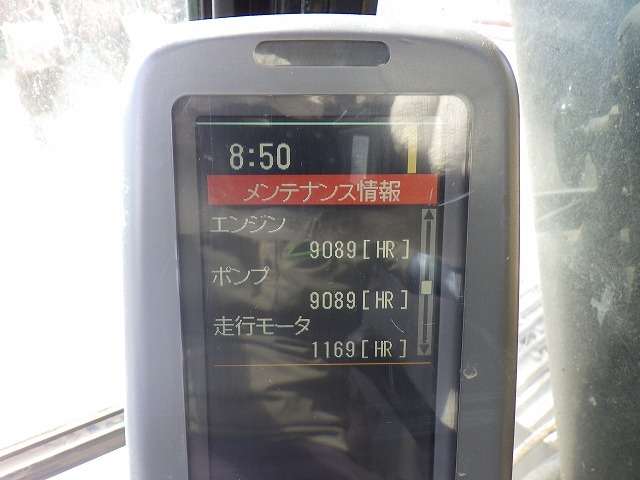 8:50
メンテナンス情報
エンジン
9089[HR]
ポンプ
9089[HR]
走行モータ
1169[HR]